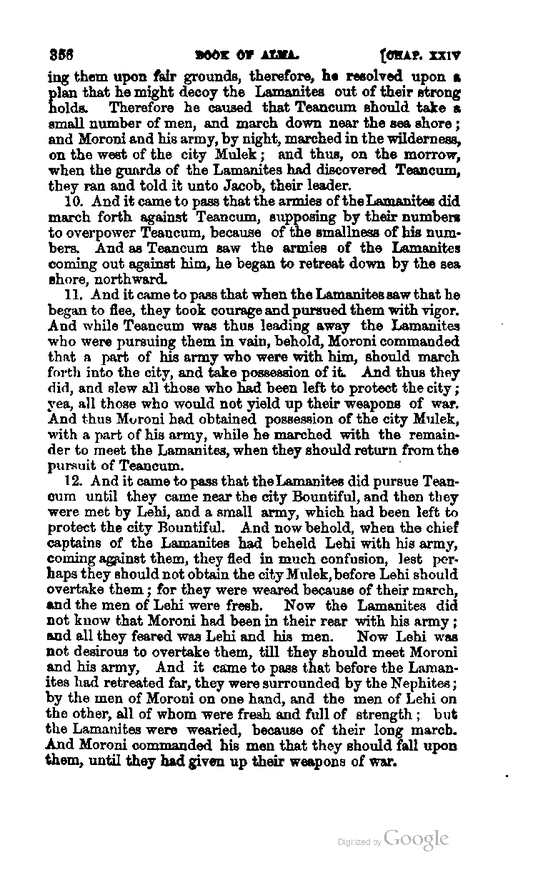 356 BOOK OF ALMA. [CHAP. XXIV
ing them upon fair grounds, therefore, he resolved upon a
plan that he might decoy the Lamanites out of their strong
holds. Therefore he caused that Teancum should take a
small number of men, and march down near the sea shore;
and Moroni and his army, by night, marched in the wilderness,
on the west of the city Mulek; and thus, on the morrow,
when the guards of the Lamanites had discovered Teancum,
they ran and told it unto Jacob, their leader.
10. And it came to pass that the armies of the Lamanites did
march forth against Teancum, supposing by their numbers
to overpower Teancum, because of the smallness of his num-
bers. And as Teancum saw the armies of the Lamanites
coming out against him, he began to retreat down by the sea
shore, northward.
11. And it came to pass that when the Lamanites saw that he
began to flee, they took courage and pursued them with vigor.
And while Teancum was thus leading away the Lamanites
who were pursuing them in vain, behold, Moroni commanded
that a part of his army who were with him, should march
forth into the city, and take possession of it. And thus they
did, and slew all those who had been left to protect the city;
yea, all those who would not yield up their weapons of war.
And thus Moroni had obtained possession of the city Mulek,
with a part of his army, while he marched with the remain-
der to meet the Lamanites, when they should return from the
pursuit of Teancum.
12. And it came to pass that the Lamanites did pursue Tean-
cum until they came near the city Bountiful, and then they
were met by Lehi, and a small army, which had been left to
protect the city Bountiful. And now behold, when the chief
captains of the Lamanites had beheld Lehi with his army,
coming against them, they fled in much confusion, lest per-
haps they should not obtain the city Mulek, before Lehi should
overtake them; for they were weared because of their march,
and the men of Lehi were fresh. Now the Lamanites did
not know that Moroni had been in their rear with his army;
and all they feared was Lehi and his men. Now Lehi was
not desirous to overtake them, till they should meet Moroni
and his army, And it came to pass that before the Laman-
ites had retreated far, they were surrounded by the Nephites;
by the men of Moroni on one hand, and the men of Lehi on
the other, all of whom were fresh and full of strength; but
the Lamanites were wearied, because of their long march.
And Moroni commanded his men that they should fall upon
them, until they had given up their weapons of war.
Digitized by Google